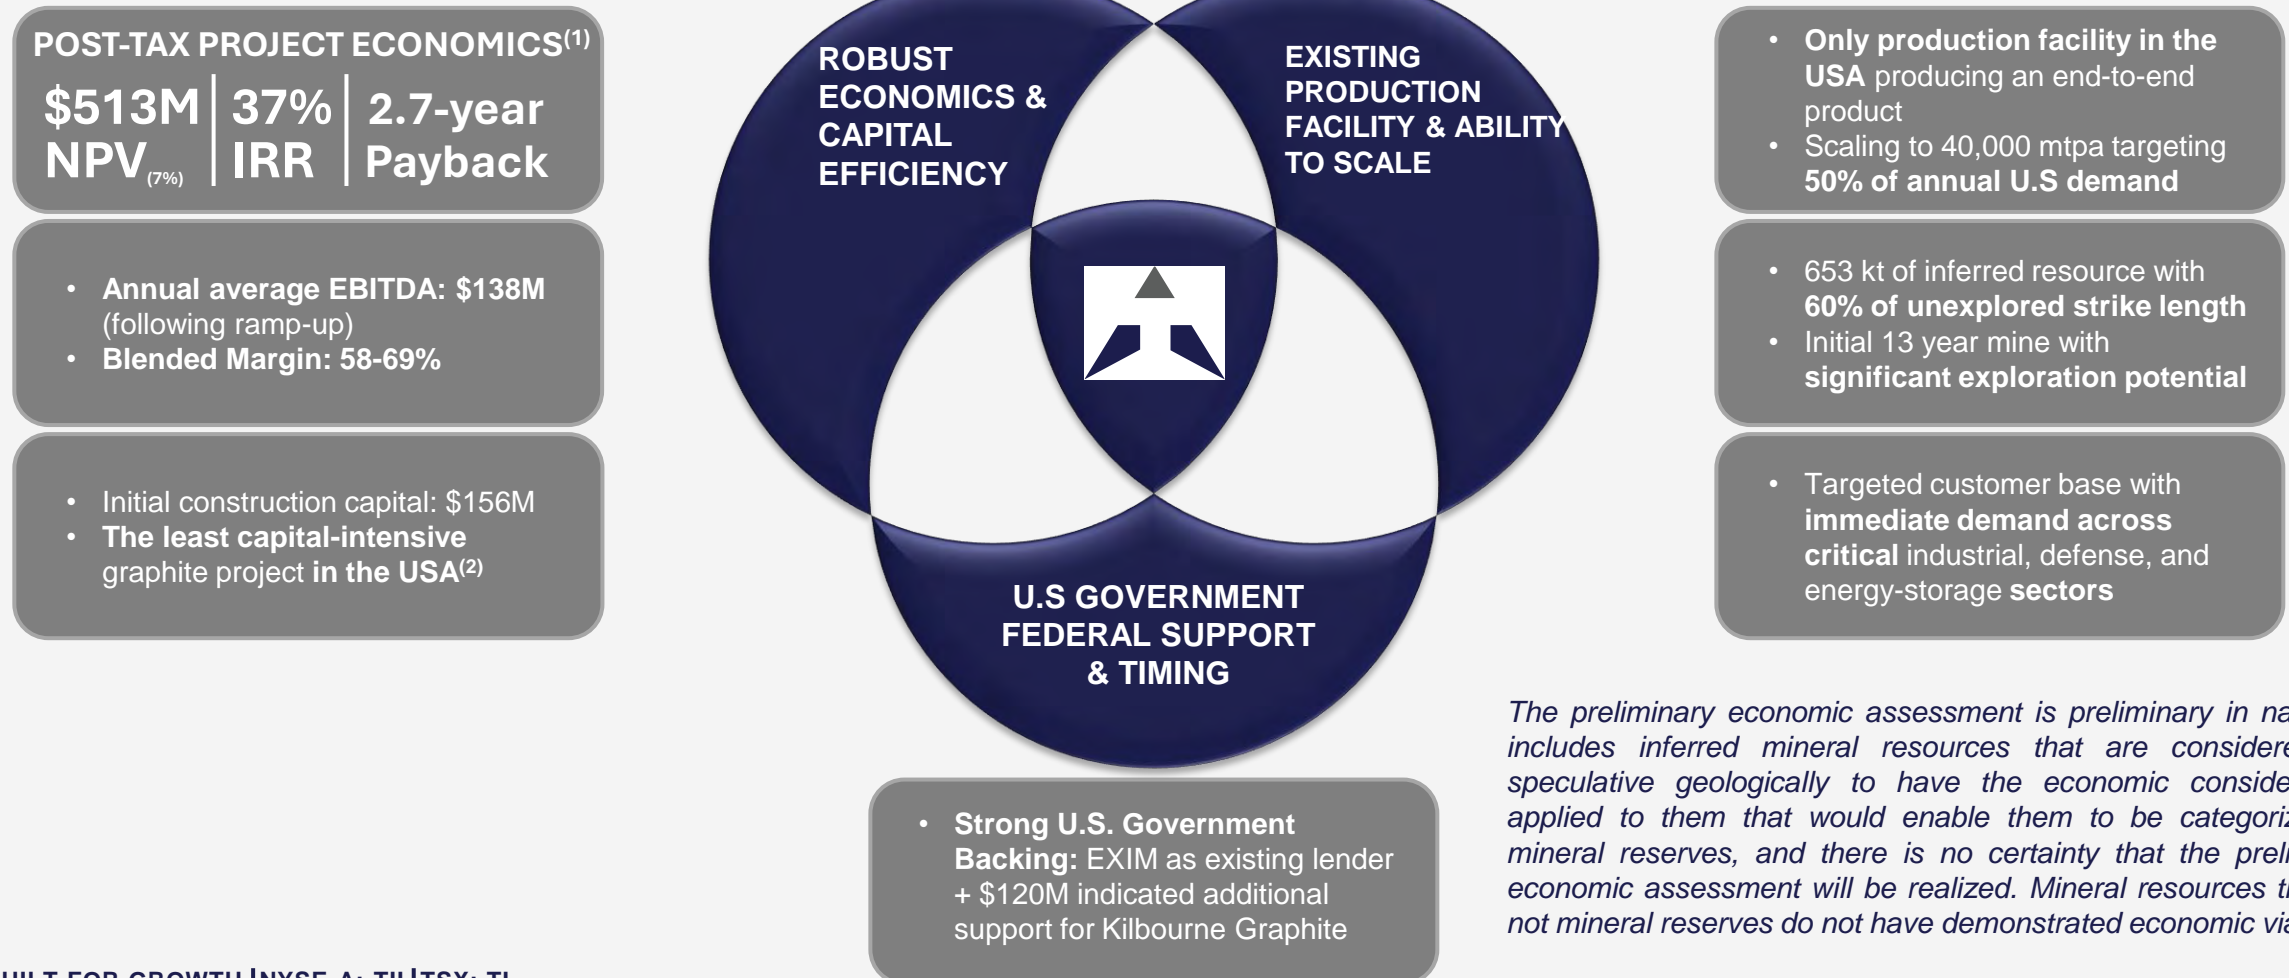 POST-TAX PROJECT ECONOMICS(1)
$513M | 37% | 2.7-year
NPV(7%) | IRR | Payback
• Annual average EBITDA: $138M
(following ramp-up)
• Blended Margin: 58-69%
• Initial construction capital: $156M
• The least capital-intensive
graphite project in the USA(2)
ROBUST
ECONOMICS &
CAPITAL
EFFICIENCY
EXISTING
PRODUCTION
FACILITY & ABILITY
TO SCALE
U.S GOVERNMENT
FEDERAL SUPPORT
& TIMING
• Strong U.S. Government
Backing: EXIM as existing lender
+ $120M indicated additional
support for Kilbourne Graphite
• Only production facility in the
USA producing an end-to-end
product
• Scaling to 40,000 mtpa targeting
50% of annual U.S demand
• 653 kt of inferred resource with
60% of unexplored strike length
• Initial 13 year mine with
significant exploration potential
• Targeted customer base with
immediate demand across
critical industrial, defense, and
energy-storage sectors
The preliminary economic assessment is preliminary in
includes inferred mineral resources that are
speculative geologically to have the economic
applied to them that would enable them to be
mineral reserves, and there is no certainty that the
economic assessment will be realized. Mineral resources
not mineral reserves do not have demonstrated economic
FOR GROWTH | NYSE-A: TII | TSX: TI